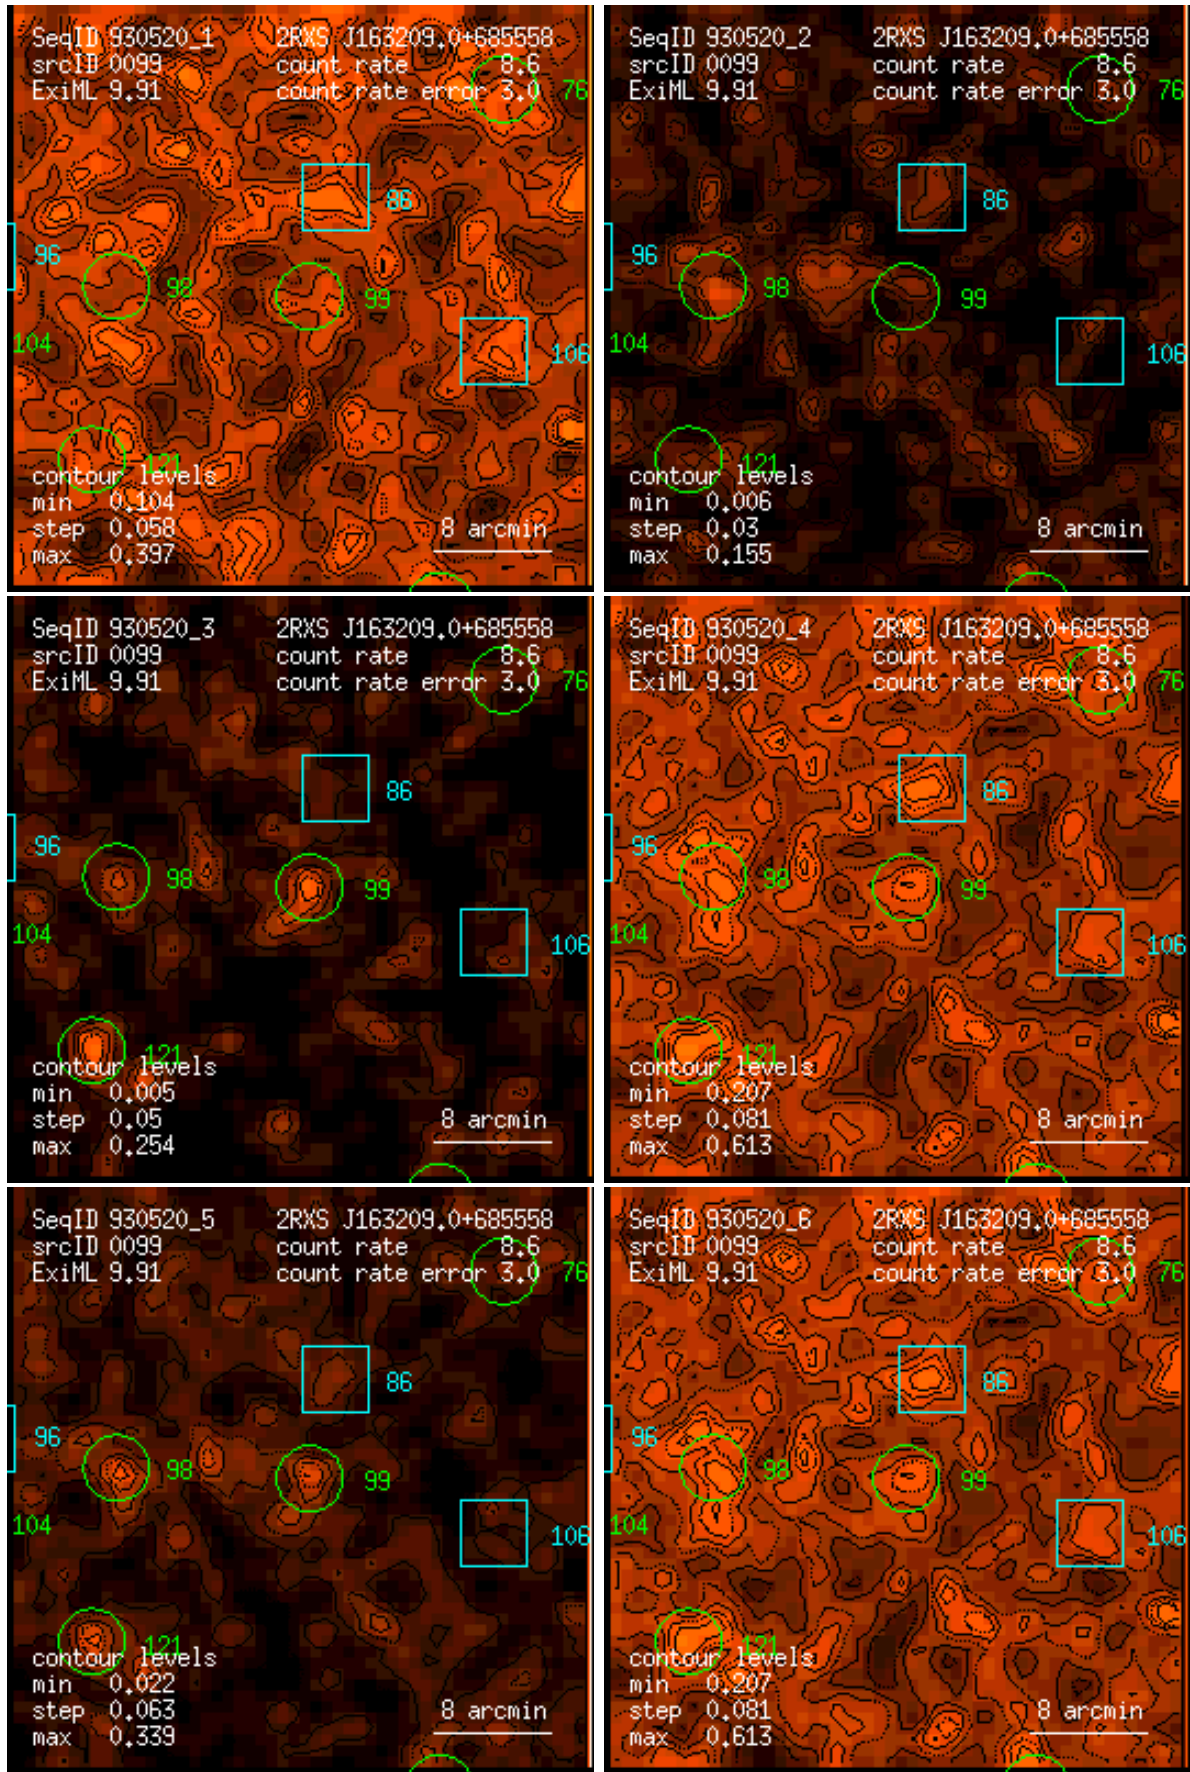 SeqID 930520_1 2RXS J163209.0+685558
srcID 0099 count rate 8.6
ExiML 9.91 count rate error 3.0 76
86
96
98
99
104
106
121
contour levels
min 0.104
step 0.058 8 arcmin
max 0.397
SeqID 930520_2 2RXS J163209.0+685558
srcID 0099 count rate 8.6
ExiML 9.91 count rate error 3.0 76
86
96
98
99
104
106
121
contour levels
min 0.006
step 0.03 8 arcmin
max 0.155
SeqID 930520_3 2RXS J163209.0+685558
srcID 0099 count rate 8.6
ExiML 9.91 count rate error 3.0 76
86
96
98
99
104
106
121
contour levels
min 0.005
step 0.05 8 arcmin
max 0.254
SeqID 930520_4 2RXS J163209.0+685558
srcID 0099 count rate 8.6
ExiML 9.91 count rate error 3.0 76
86
96
98
99
104
106
121
contour levels
min 0.207
step 0.081 8 arcmin
max 0.613
SeqID 930520_5 2RXS J163209.0+685558
srcID 0099 count rate 8.6
ExiML 9.91 count rate error 3.0 76
86
96
98
99
104
106
121
contour levels
min 0.022
step 0.063 8 arcmin
max 0.339
SeqID 930520_6 2RXS J163209.0+685558
srcID 0099 count rate 8.6
ExiML 9.91 count rate error 3.0 76
86
96
98
99
104
106
121
contour levels
min 0.207
step 0.081 8 arcmin
max 0.613